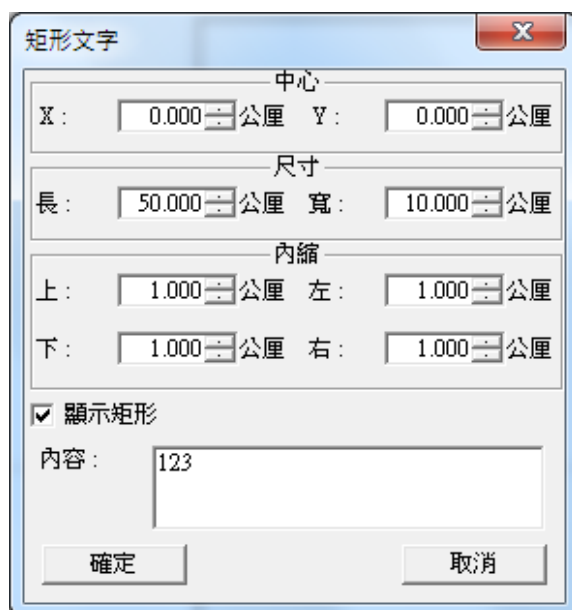 矩形文字
中心
X： 0.000 公厘 Y： 0.000 公厘
尺寸
長： 50.000 公厘 寬： 10.000 公厘
內縮
上： 1.000 公厘 左： 1.000 公厘
下： 1.000 公厘 右： 1.000 公厘
顯示矩形
內容： 123
確定 取消